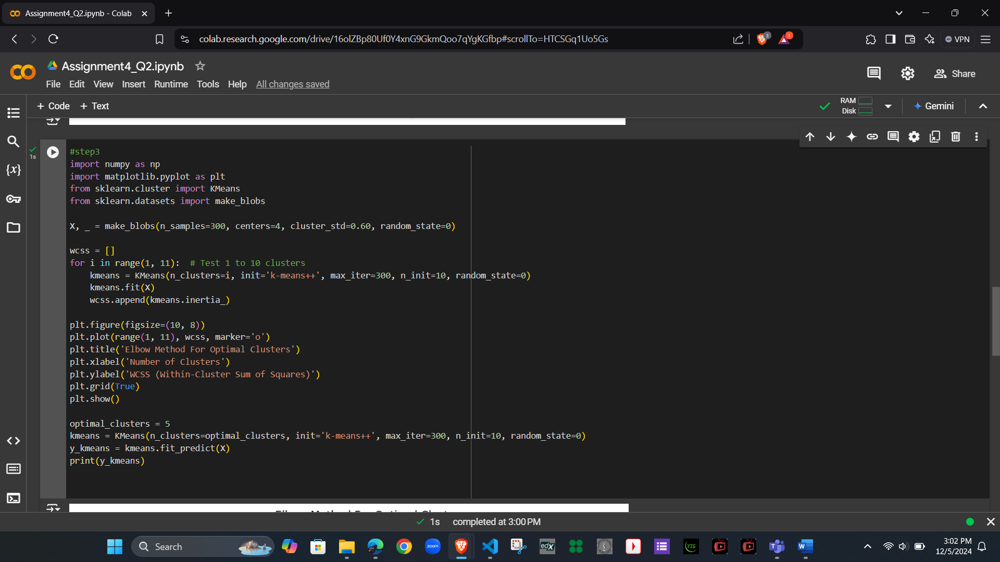 Assignment4_Q2.ipynb - Colab
colab.research.google.com/drive/16olZBp80Uf0Y4xnG9GkmQoo7qYgKGfbp#scrollTo=HTCSGq1Uo5Gs
3
1
VPN
Assignment4_Q2.ipynb
File Edit View Insert Runtime Tools Help All changes saved
Share
+ Code + Text
RAM
Disk
Gemini
1s
{x}
#step3
import numpy as np
import matplotlib.pyplot as plt
from sklearn.cluster import KMeans
from sklearn.datasets import make_blobs
X, _ = make_blobs(n_samples=300, centers=4, cluster_std=0.60, random_state=0)
wcss = []
for i in range(1, 11):  # Test 1 to 10 clusters
    kmeans = KMeans(n_clusters=i, init='k-means++', max_iter=300, n_init=10, random_state=0)
    kmeans.fit(X)
    wcss.append(kmeans.inertia_)
plt.figure(figsize=(10, 8))
plt.plot(range(1, 11), wcss, marker='o')
plt.title('Elbow Method For Optimal Clusters')
plt.xlabel('Number of Clusters')
plt.ylabel('WCSS (Within-Cluster Sum of Squares)')
plt.grid(True)
plt.show()
optimal_clusters = 5
kmeans = KMeans(n_clusters=optimal_clusters, init='k-means++', max_iter=300, n_init=10, random_state=0)
y_kmeans = kmeans.fit_predict(X)
print(y_kmeans)
1s completed at 3:00 PM
Search
zoom
edX
YTS
T
W
3:02 PM
12/5/2024